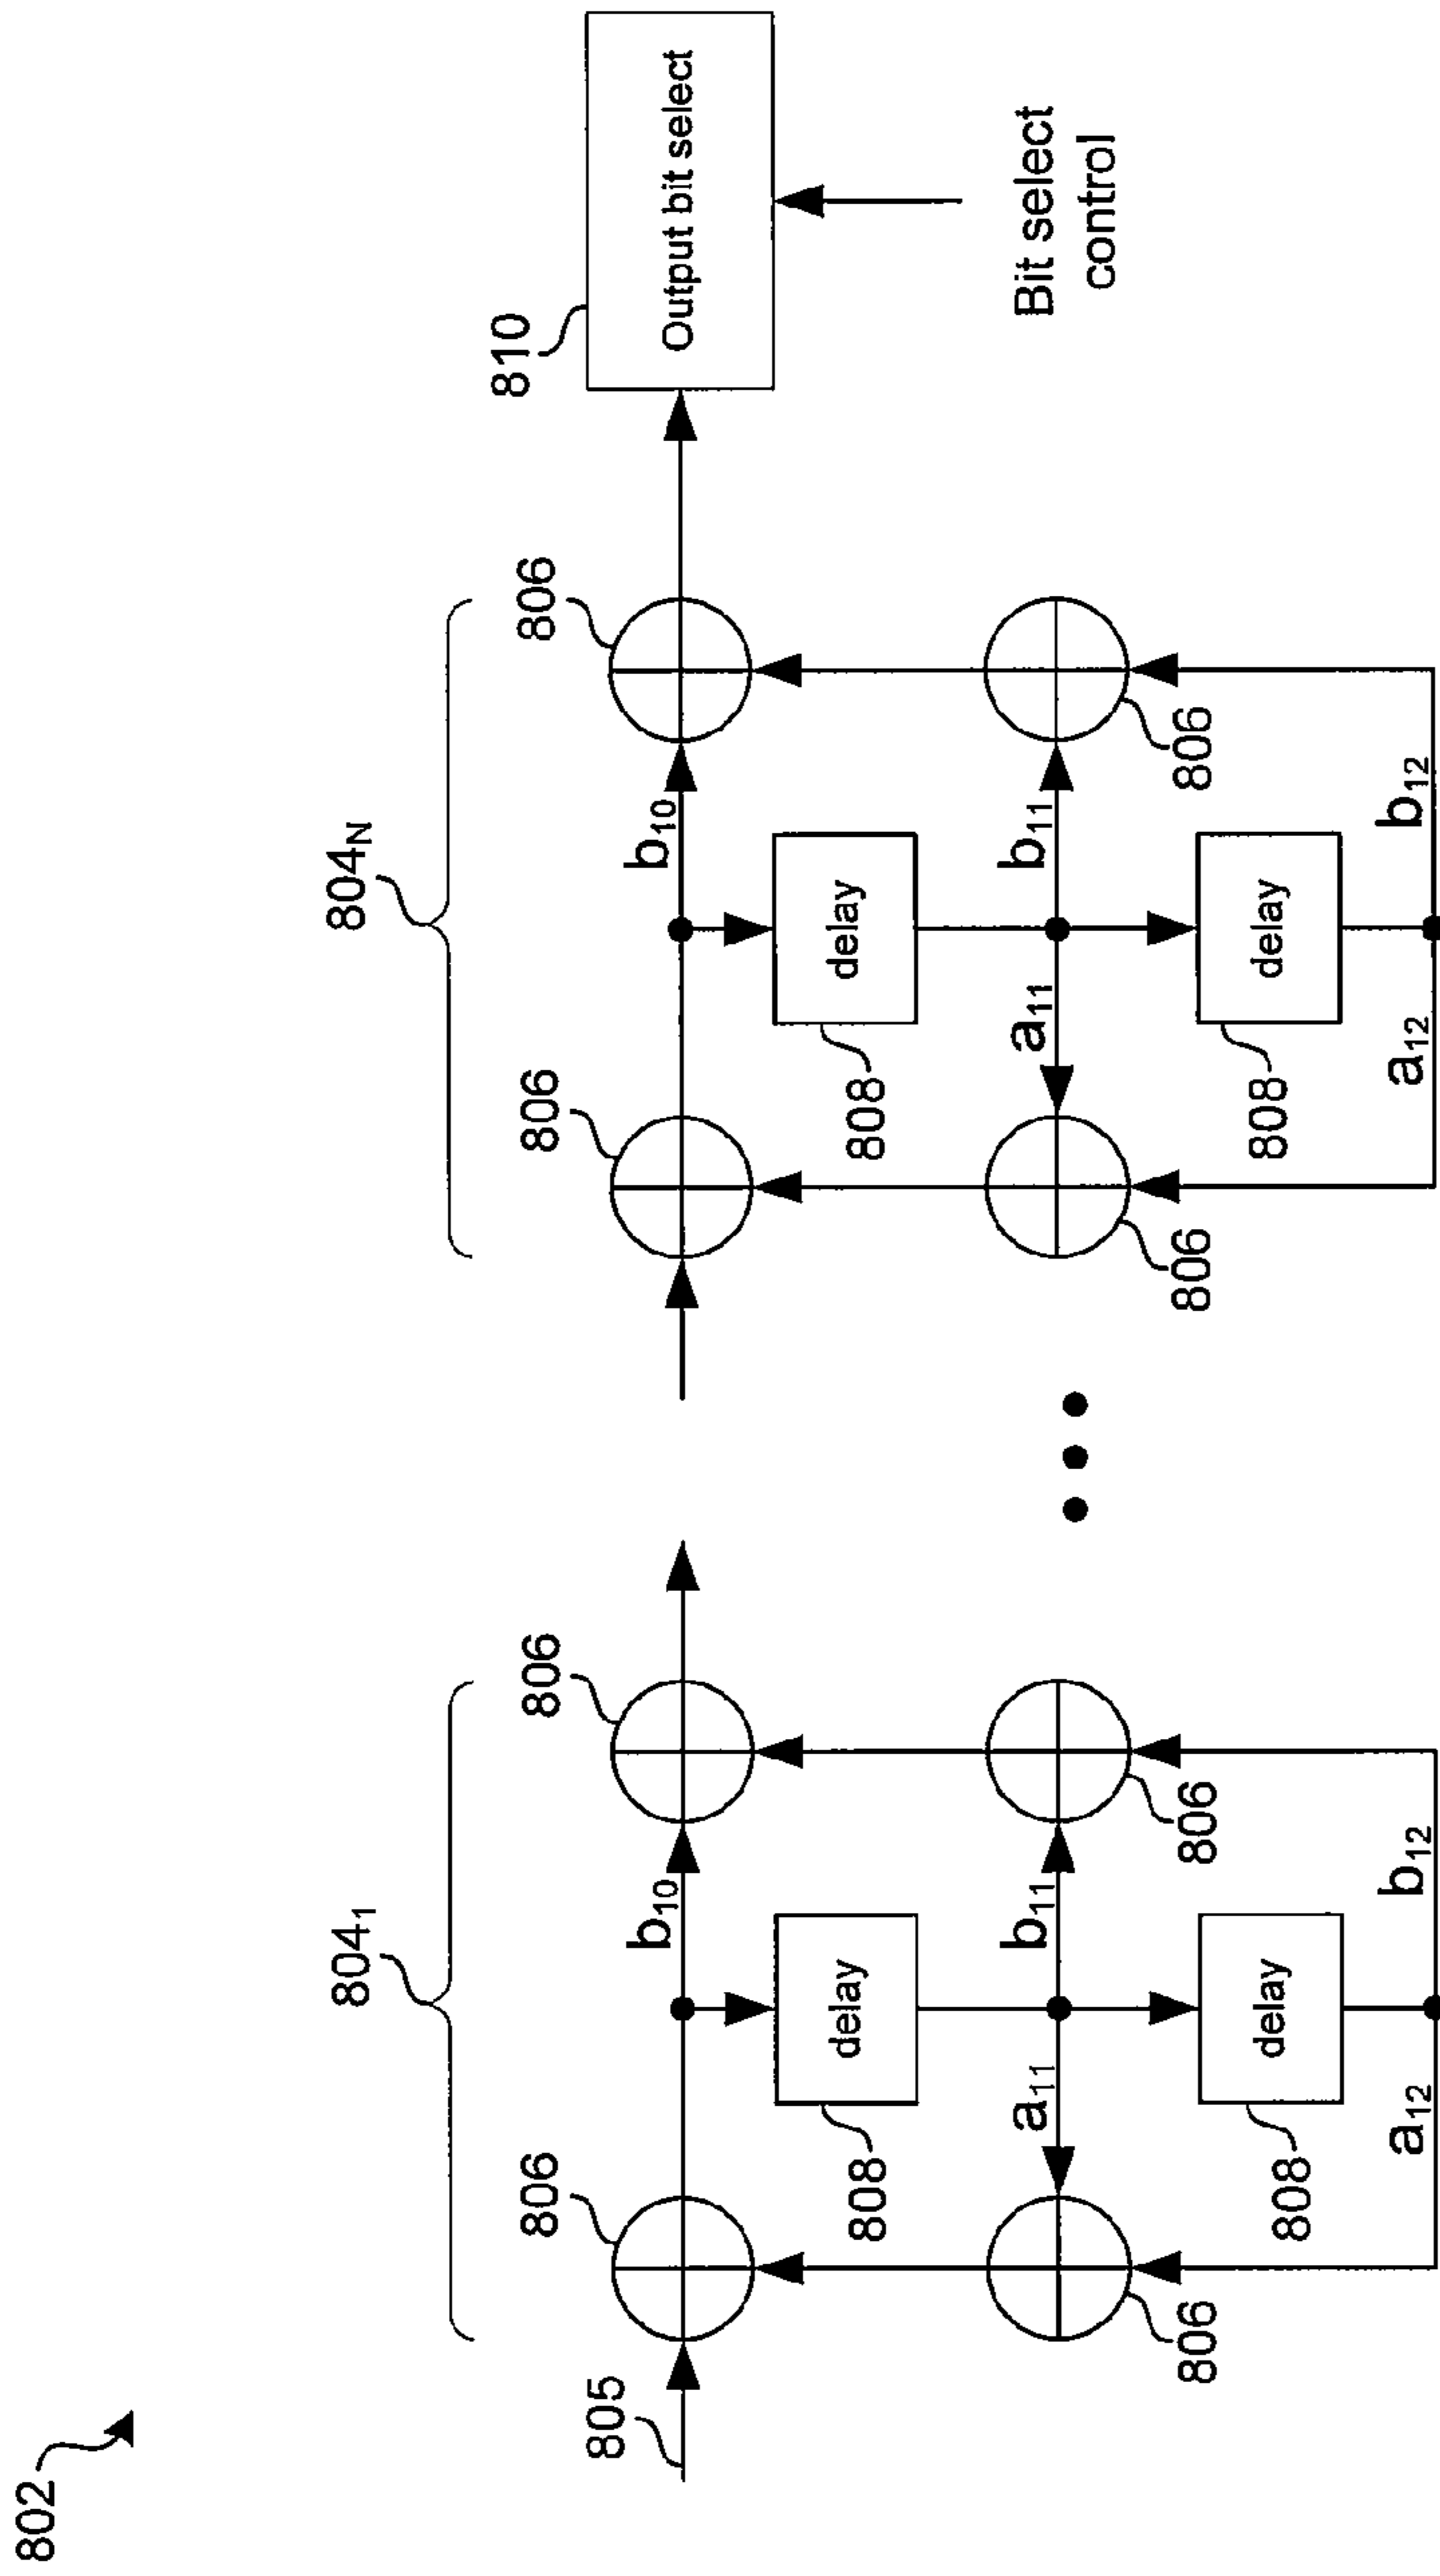 802
804₁
804N
805
806
806
806
806
810
b₁₀
b₁₀
Output bit select
808
delay
808
delay
a₁₁
b₁₁
a₁₁
b₁₁
Bit select
control
806
806
806
806
808
delay
808
delay
a₁₂
b₁₂
a₁₂
b₁₂